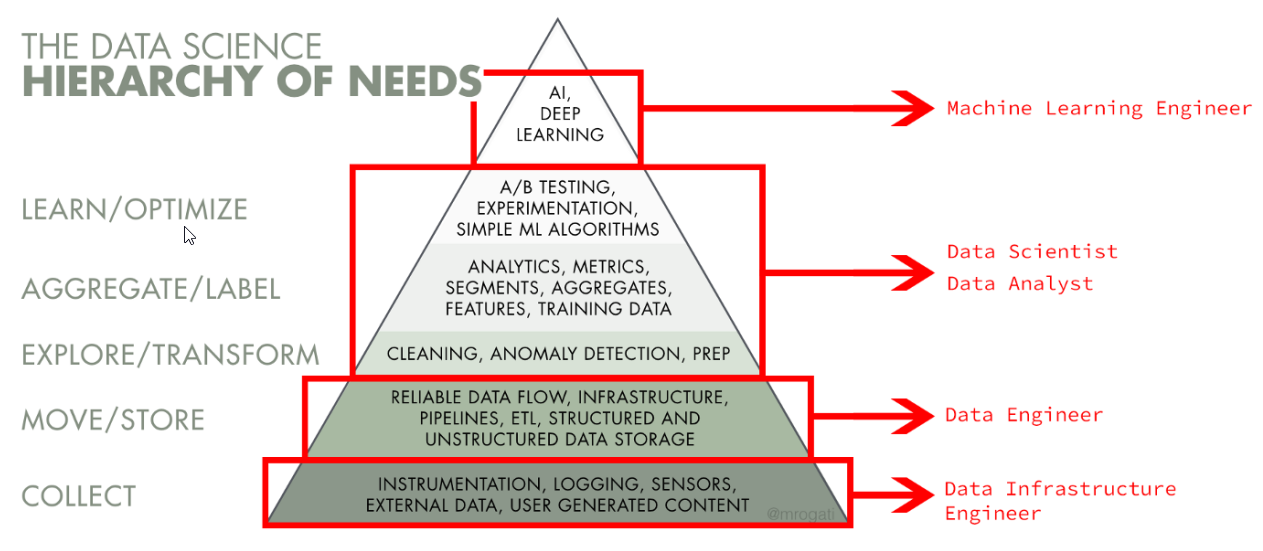 THE DATA SCIENCE
HIERARCHY OF NEEDS
AI,
DEEP
LEARNING
Machine Learning Engineer
LEARN/OPTIMIZE
A/B TESTING,
EXPERIMENTATION,
SIMPLE ML ALGORITHMS
AGGREGATE/LABEL
ANALYTICS, METRICS,
SEGMENTS, AGGREGATES,
FEATURES, TRAINING DATA
Data Scientist
Data Analyst
EXPLORE/TRANSFORM
CLEANING, ANOMALY DETECTION, PREP
MOVE/STORE
RELIABLE DATA FLOW, INFRASTRUCTURE,
PIPELINES, ETL, STRUCTURED AND
UNSTRUCTURED DATA STORAGE
Data Engineer
COLLECT
INSTRUMENTATION, LOGGING, SENSORS,
EXTERNAL DATA, USER GENERATED CONTENT
@mrogati
Data Infrastructure
Engineer